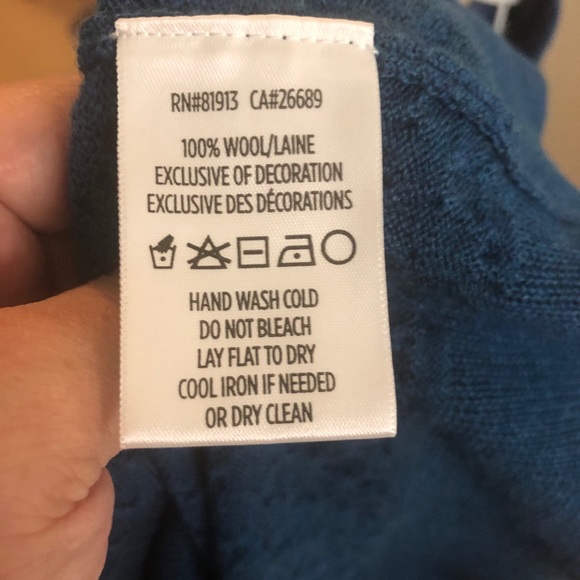 RN#81913 CA#26689
100% WOOL/LAINE
EXCLUSIVE OF DECORATION
EXCLUSIVE DES DÉCORATIONS
HAND WASH COLD
DO NOT BLEACH
LAY FLAT TO DRY
COOL IRON IF NEEDED
OR DRY CLEAN